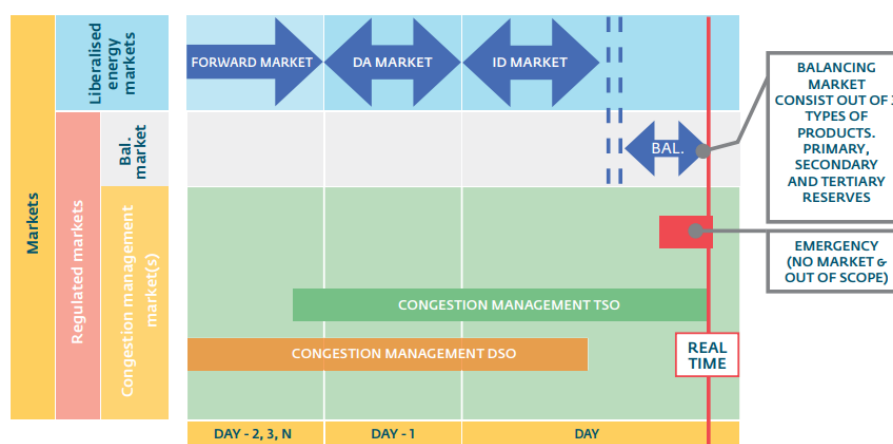 Markets
Liberalised
energy
markets
Regulated markets
Bal.
market
Congestion management
market(s)
FORWARD MARKET
DA MARKET
ID MARKET
BAL.
BALANCING
MARKET
CONSIST OUT OF 3
TYPES OF
PRODUCTS.
PRIMARY,
SECONDARY
AND TERTIARY
RESERVES
EMERGENCY
(NO MARKET &
OUT OF SCOPE)
CONGESTION MANAGEMENT TSO
CONGESTION MANAGEMENT DSO
REAL
TIME
DAY - 2, 3, N
DAY - 1
DAY